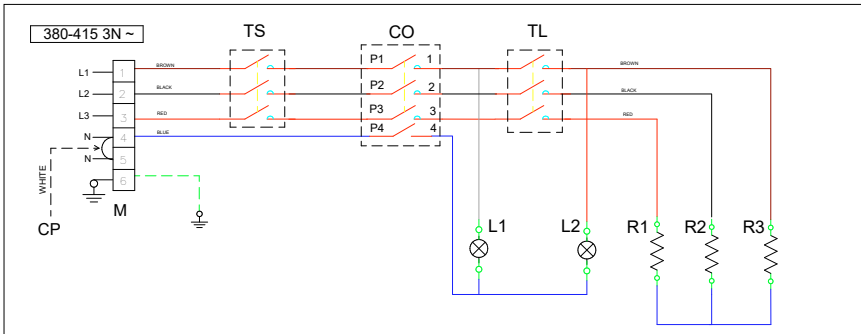 380-415 3N ~
TS
CO
TL
L1
1
BROWN
P1
1
BROWN
L2
2
BLACK
P2
2
BLACK
L3
3
RED
P3
3
RED
N
4
BLUE
P4
4
N
5
WHITE
6
CP
M
L1
L2
R1
R2
R3